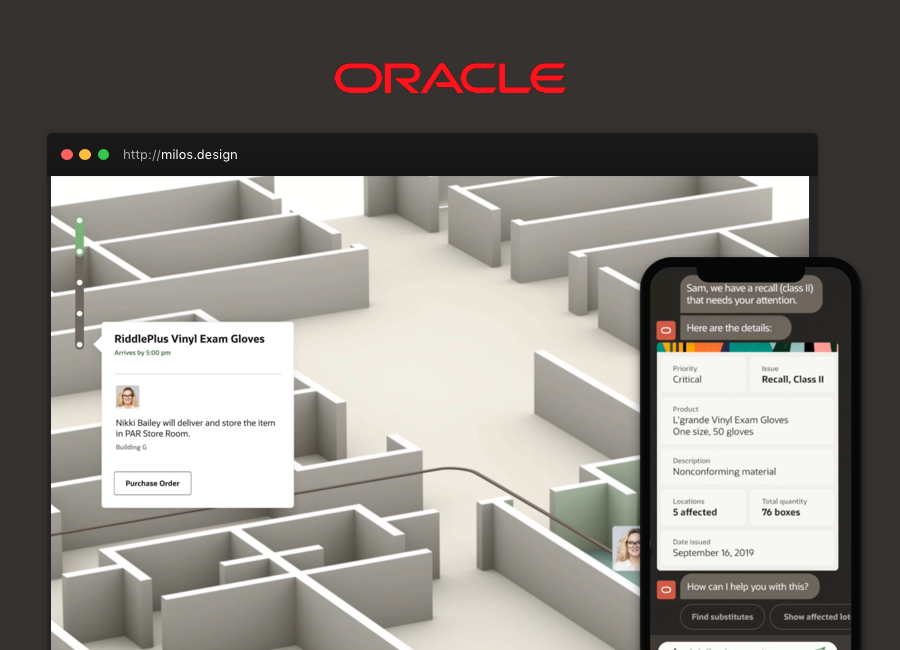 ORACLE
http://milos.design
RiddlePlus Vinyl Exam Gloves
Arrives by 5:00 pm
Nikki Bailey will deliver and store the item
in PAR Store Room.
Building G
Purchase Order
Sam, we have a recall (class II)
that needs your attention.
Here are the details:
Priority
Critical
Issue
Recall, Class II
Product
L'grande Vinyl Exam Gloves
One size, 50 gloves
Description
Nonconforming material
Locations
5 affected
Total quantity
76 boxes
Date issued
September 16, 2019
How can I help you with this?
Find substitutes
Show affected lot